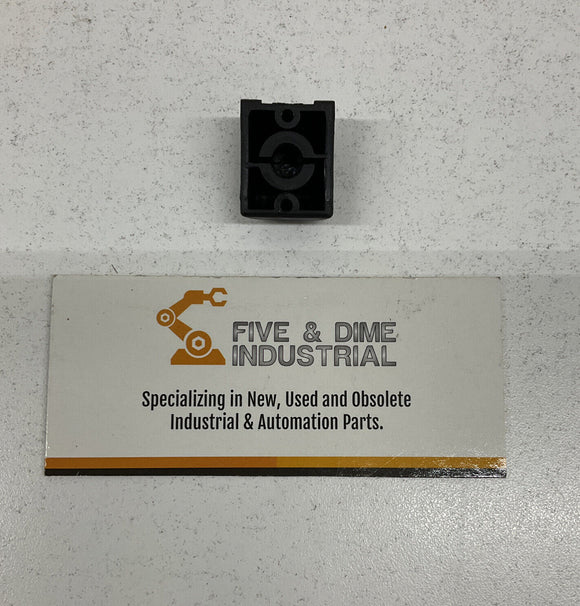 FIVE & DIME
INDUSTRIAL
Specializing in New, Used and Obsolete
Industrial & Automation Parts.